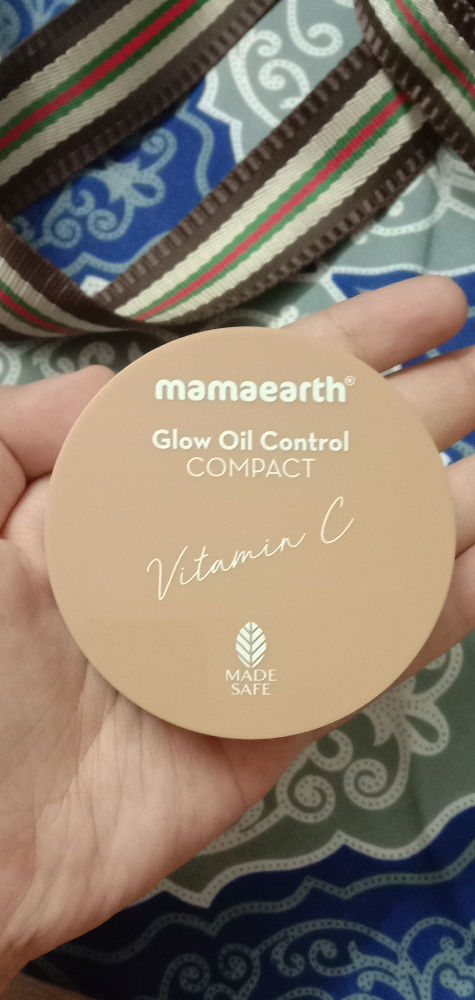 mamaearth®
Glow Oil Control
COMPACT
Vitamin C
MADE
SAFE